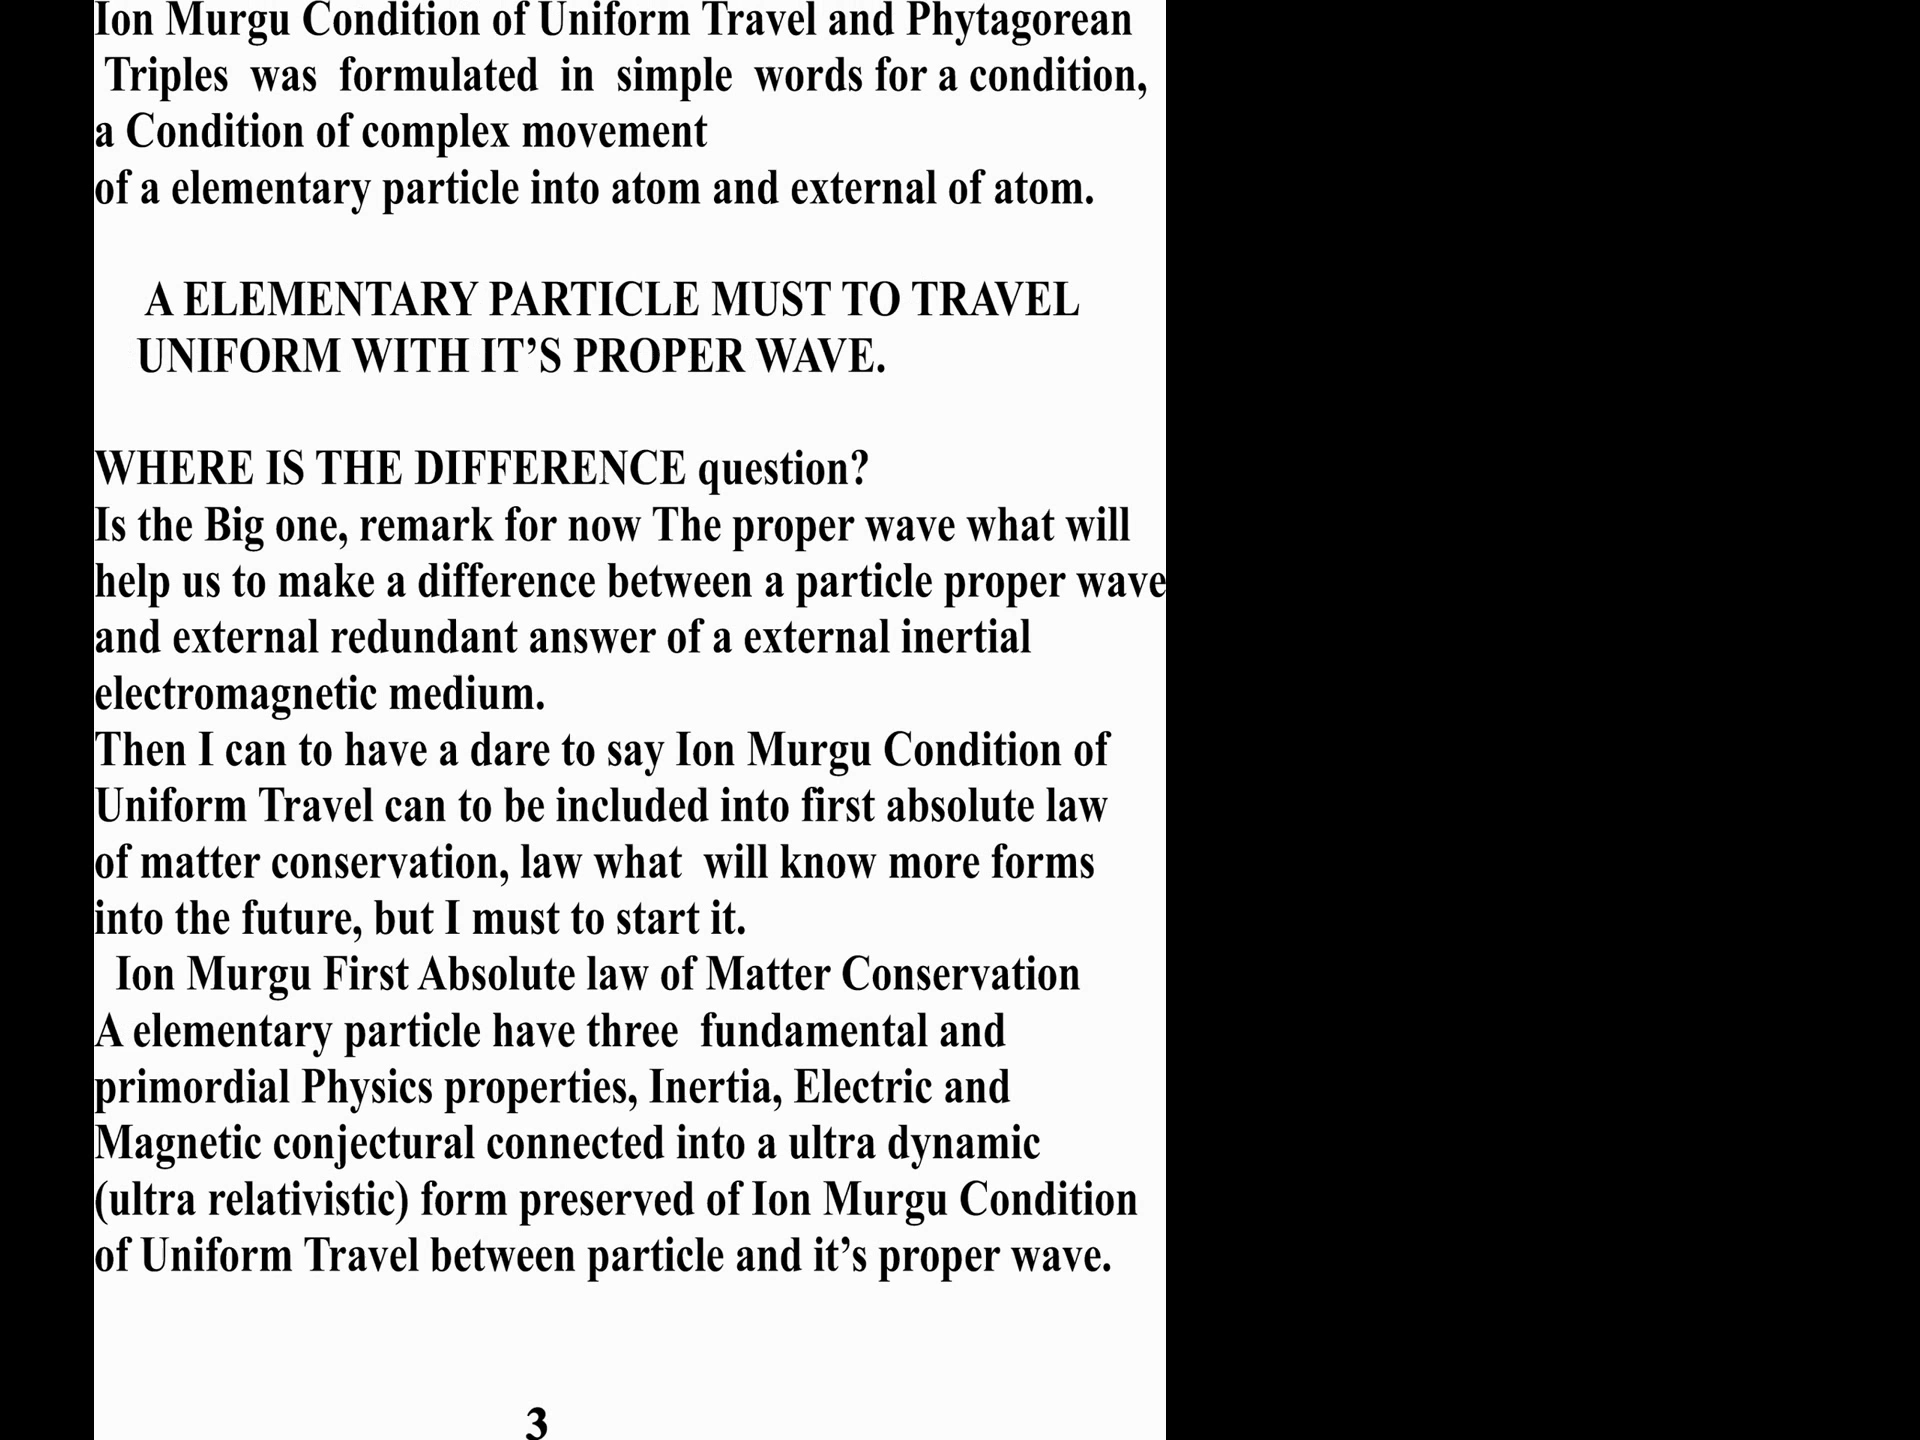 Ion Murgu Condition of Uniform Travel and Phytagorean
Triples was formulated in simple words for a condition,
a Condition of complex movement
of a elementary particle into atom and external of atom.
A ELEMENTARY PARTICLE MUST TO TRAVEL
UNIFORM WITH IT’S PROPER WAVE.
WHERE IS THE DIFFERENCE question?
Is the Big one, remark for now The proper wave what will
help us to make a difference between a particle proper wave
and external redundant answer of a external inertial
electromagnetic medium.
Then I can to have a dare to say Ion Murgu Condition of
Uniform Travel can to be included into first absolute law
of matter conservation, law what will know more forms
into the future, but I must to start it.
Ion Murgu First Absolute law of Matter Conservation
A elementary particle have three fundamental and
primordial Physics properties, Inertia, Electric and
Magnetic conjectural connected into a ultra dynamic
(ultra relativistic) form preserved of Ion Murgu Condition
of Uniform Travel between particle and it’s proper wave.
3